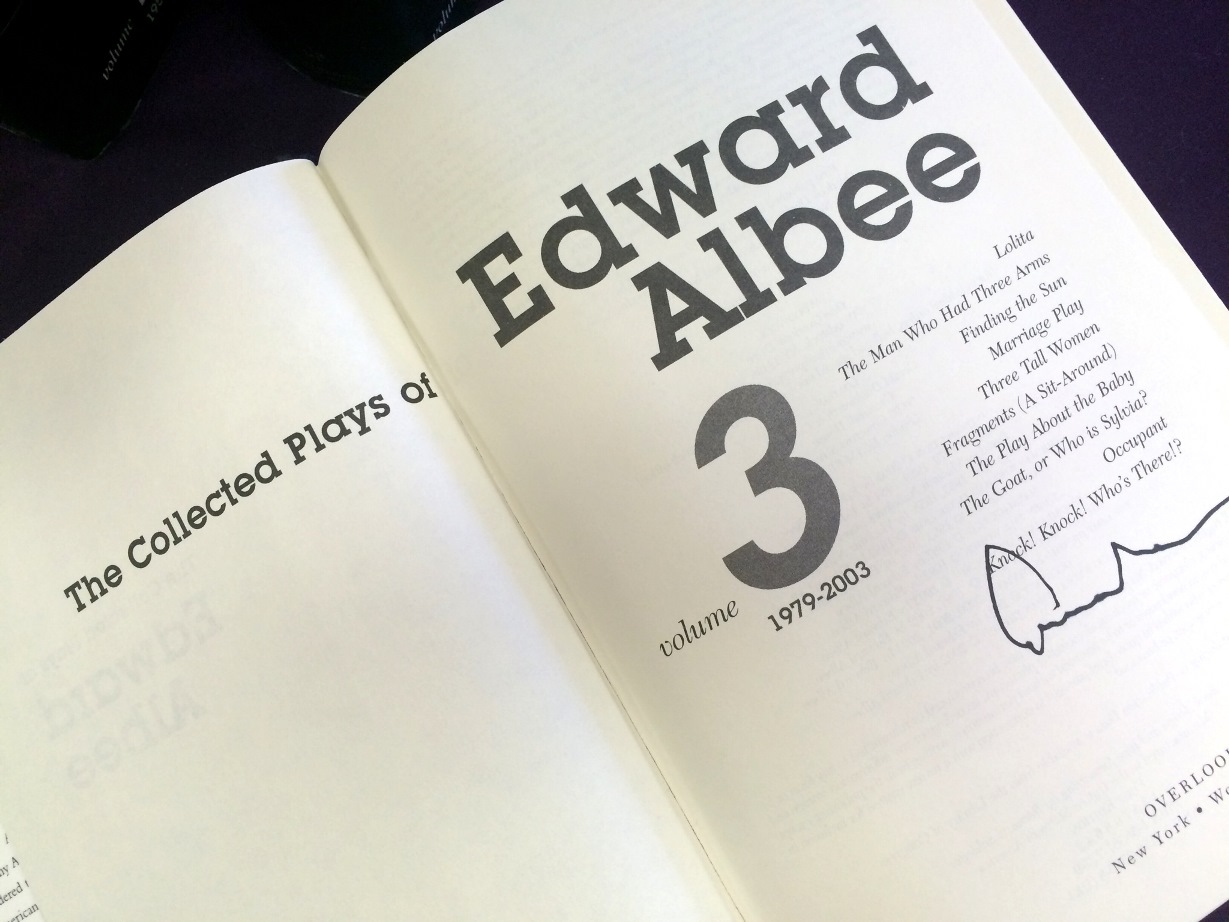 volume
The Collected Plays of
Edward
Albee
Lolita
The Man Who Had Three Arms
Finding the Sun
Marriage Play
Three Tall Women
Fragments (A Sit-Around)
The Play About the Baby
The Goat, or Who is Sylvia?
Occupant
Knock! Knock! Who's There!?
3
volume
1979-2003
New York •